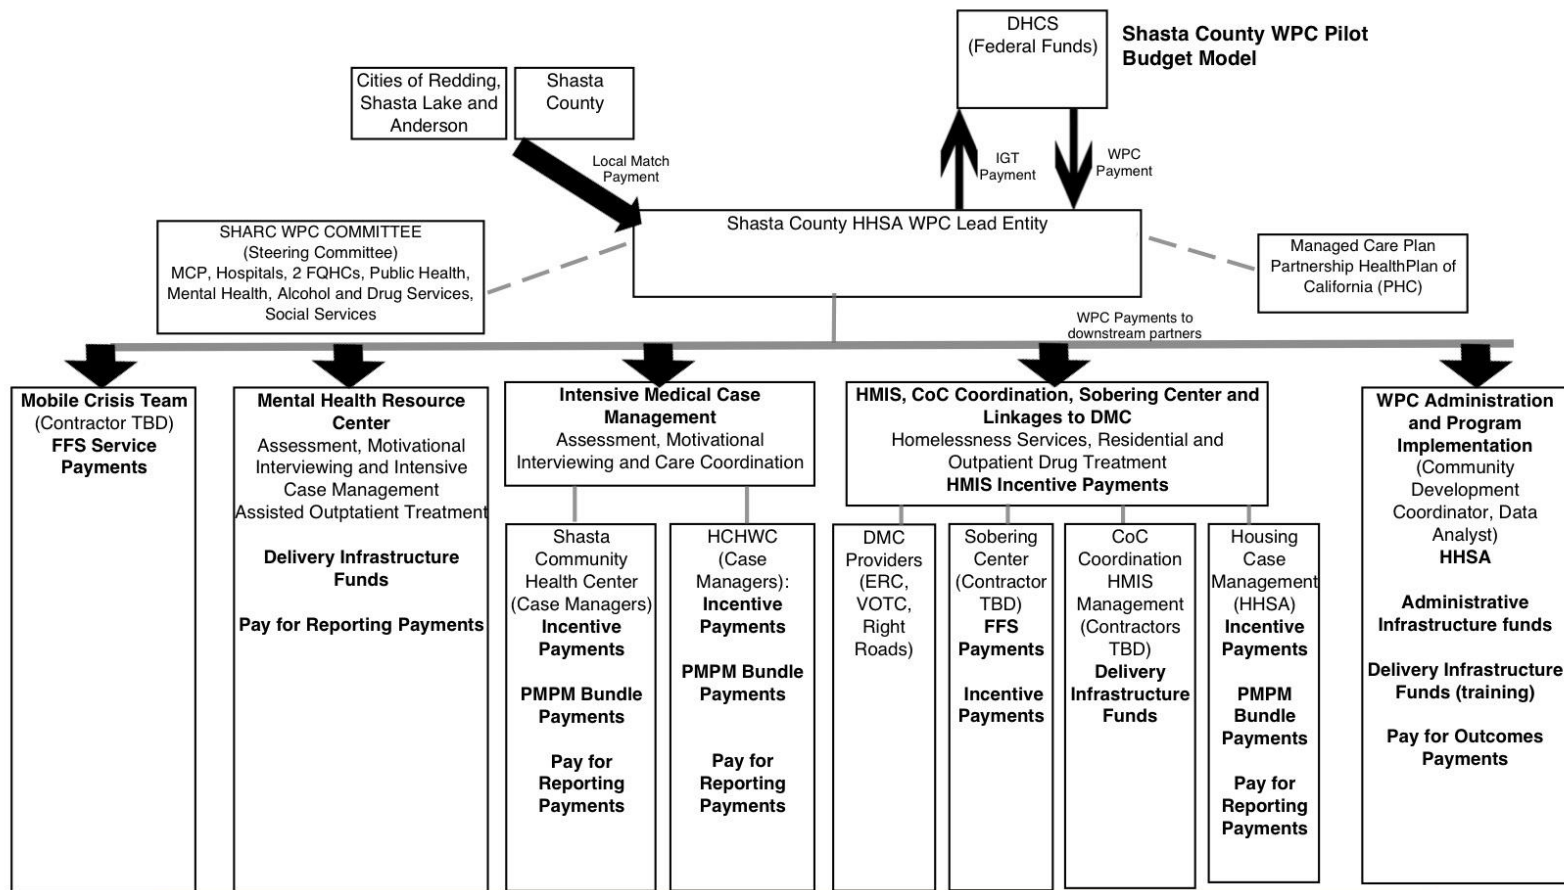 DHCS
(Federal Funds)
Shasta County WPC Pilot
Budget Model
Cities of Redding,
Shasta Lake and
Anderson
Shasta
County
Local Match
Payment
IGT
Payment
WPC
Payment
Shasta County HHSA WPC Lead Entity
SHARC WPC COMMITTEE
(Steering Committee)
MCP, Hospitals, 2 FQHCs, Public Health,
Mental Health, Alcohol and Drug Services,
Social Services
Managed Care Plan
Partnership HealthPlan of
California (PHC)
WPC Payments to
downstream partners
Mobile Crisis Team
(Contractor TBD)
FFS Service
Payments
Mental Health Resource
Center
Assessment, Motivational
Interviewing and Intensive
Case Management
Assisted Outptatient Treatment
Delivery Infrastructure
Funds
Pay for Reporting Payments
Intensive Medical Case
Management
Assessment, Motivational
Interviewing and Care Coordination
Shasta
Community
Health Center
(Case Managers)
Incentive
Payments
PMPM Bundle
Payments
Pay for
Reporting
Payments
HCHWC
(Case
Managers):
Incentive
Payments
PMPM Bundle
Payments
Pay for
Reporting
Payments
HMIS, CoC Coordination, Sobering Center and
Linkages to DMC
Homelessness Services, Residential and
Outpatient Drug Treatment
HMIS Incentive Payments
DMC
Providers
(ERC,
VOTC,
Right
Roads)
Sobering
Center
(Contractor
TBD)
FFS
Payments
Incentive
Payments
CoC
Coordination
HMIS
Management
(Contractors
TBD)
Delivery
Infrastructure
Funds
Housing
Case
Management
(HHSA)
Incentive
Payments
PMPM
Bundle
Payments
Pay for
Reporting
Payments
WPC Administration
and Program
Implementation
(Community
Development
Coordinator, Data
Analyst)
HHSA
Administrative
Infrastructure funds
Delivery Infrastructure
Funds (training)
Pay for Outcomes
Payments